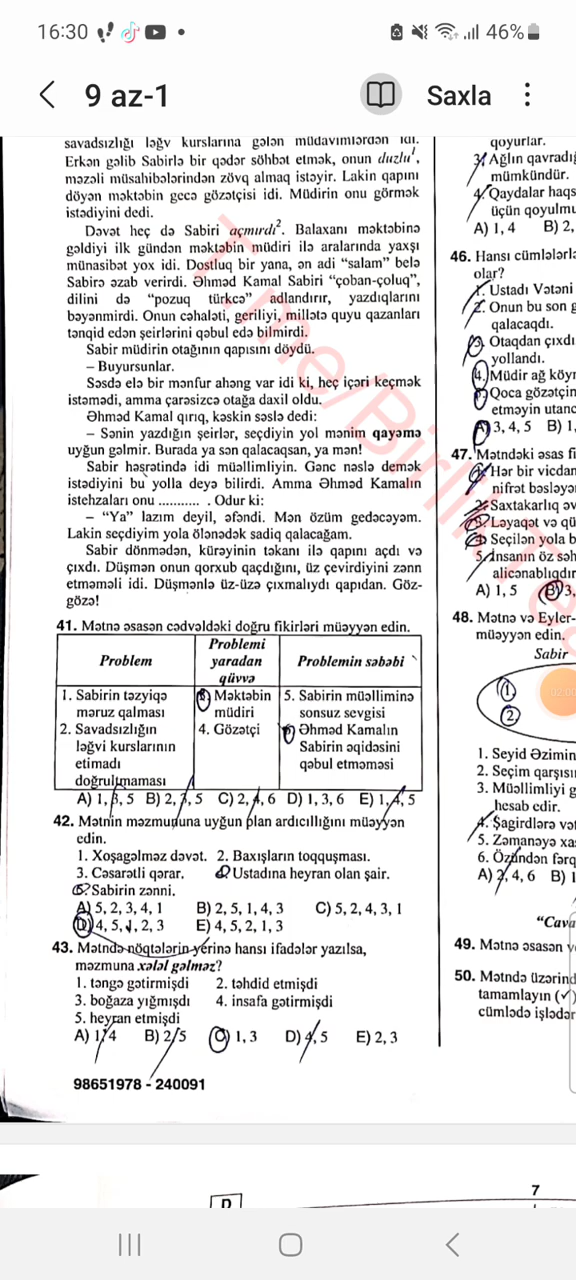 16:30
46%
9 az-1
Saxla
savadsızlığı ləğv kurslarına gələn müdavimlərdən idi.
Erkən gəlib Sabirlə bir qədər söhbət etmək, onun duzlu¹,
məzəli müsahibələrindən zövq almaq istəyir. Lakin qapını
döyən məktəbin gecə gözətçisi idi. Müdirin onu görmək
istədiyini dedi.
Dəvət heç də Sabiri açmırdı². Balaxanı məktəbinə
gəldiyi ilk gündən məktəbin müdiri ilə aralarında yaxşı
münasibət yox idi. Dostluq bir yana, ən adi “salam” belə
Sabirə əzab verirdi. Əhməd Kamal Sabiri “çoban-çoluq”,
dilini də “pozuq türkcə” adlandırır, yazdıqlarını
bəyənmirdi. Onun cəhaləti, geriliyi, millətə quyu qazanları
tənqid edən şeirlərini qəbul edə bilmirdi.
Sabir müdirin otağının qapısını döydü.
– Buyursunlar.
Səsdə elə bir mənfur ahəng var idi ki, heç içəri keçmək
istəmədi, amma çarəsizcə otağa daxil oldu.
Əhməd Kamal qırıq, kəskin səslə dedi:
– Sənin yazdığın şeirlər, seçdiyin yol mənim qayəmə
uyğun gəlmir. Burada ya sən qalacaqsan, ya mən!
Sabir həsrətində idi müəllimliyin. Gənc nəslə demək
istədiyini bu yolla deyə bilirdi. Amma Əhməd Kamalın
istehzaları onu ........... . Odur ki:
– “Ya” lazım deyil, əfəndi. Mən özüm gedəcəyəm.
Lakin seçdiyim yola ölənədək sadiq qalacağam.
Sabir dönmədən, kürəyinin təkanı ilə qapını açdı və
çıxdı. Düşmən onun qorxub qaçdığını, üz çevirdiyini zənn
etməməli idi. Düşmənlə üz-üzə çıxmalıydı qapıdan. Göz-
gözə!
41. Mətnə əsasən cədvəldəki doğru fikirləri müəyyən edin.
Problem
Problemi
yaradan
qüvvə
Problemin səbəbi
1. Sabirin təzyiqə
məruz qalması
2. Savadsızlığın
ləğvi kurslarının
etimadı
doğrultmaması
3. Məktəbin
müdiri
4. Gözətçi
5. Sabirin müəlliminə
sonsuz sevgisi
6. Əhməd Kamalın
Sabirin əqidəsini
qəbul etməməsi
A) 1, 3, 5 B) 2, 3, 5 C) 2, 4, 6 D) 1, 3, 6 E) 1, 4, 5
42. Mətnin məzmununa uyğun plan ardıcıllığını müəyyən
edin.
1. Xoşagəlməz dəvət. 2. Baxışların toqquşması.
3. Cəsarətli qərar. 4. Ustadına heyran olan şair.
5. Sabirin zənni.
A) 5, 2, 3, 4, 1 B) 2, 5, 1, 4, 3 C) 5, 2, 4, 3, 1
D) 4, 5, 1, 2, 3 E) 4, 5, 2, 1, 3
43. Mətndə nöqtələrin yerinə hansı ifadələr yazılsa,
məzmuna xələl gəlməz?
1. təngə gətirmişdi 2. təhdid etmişdi
3. boğaza yığmışdı 4. insafa gətirmişdi
5. heyran etmişdi
A) 1, 4 B) 2, 5 C) 1, 3 D) 4, 5 E) 2, 3
98651978 - 240091
qoyurlar.
3. Ağlın qavradığ
mümkündür.
4. Qaydalar haqs
üçün qoyulmu
A) 1, 4 B) 2,
46. Hansı cümlələrlə
olar?
1. Ustadı Vətəni
2. Onun bu son g
qalacaqdı.
3. Otaqdan çıxdı
yollandı.
4. Müdir ağ köyn
5. Qoca gözətçin
etməyin utanc
A) 3, 4, 5 B) 1,
47. Mətndəki əsas fi
1. Hər bir vicdan
nifrət bəsləyə
2. Saxtakarlıq əv
3. Ləyaqət və qü
4. Seçilən yola b
5. İnsanın öz səh
alicənablıqdır
A) 1, 5 B) 3,
48. Mətnə və Eyler-
müəyyən edin.
Sabir
1.
2.
02:00
1. Seyid Əzimin
2. Seçim qarşısın
3. Müəllimliyi g
hesab edir.
4. Şagirdlərə vət
5. Zəmanəyə xa
6. Özündən fərq
A) 2, 4, 6 B) 1
“Cava
49. Mətnə əsasən v
50. Mətndə üzərind
tamamlayın (✓)
cümlədə işlədər
7